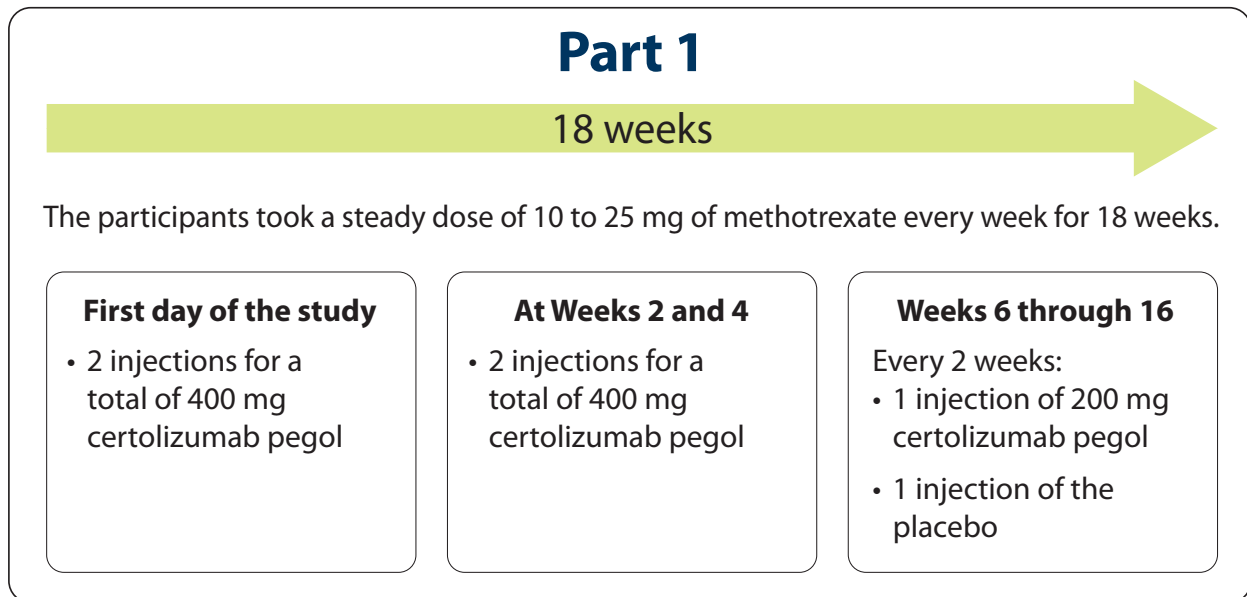 Part 1
18 weeks
The participants took a steady dose of 10 to 25 mg of methotrexate every week for 18 weeks.
First day of the study
• 2 injections for a
total of 400 mg
certolizumab pegol
At Weeks 2 and 4
• 2 injections for a
total of 400 mg
certolizumab pegol
Weeks 6 through 16
Every 2 weeks:
• 1 injection of 200 mg
certolizumab pegol
• 1 injection of the
placebo